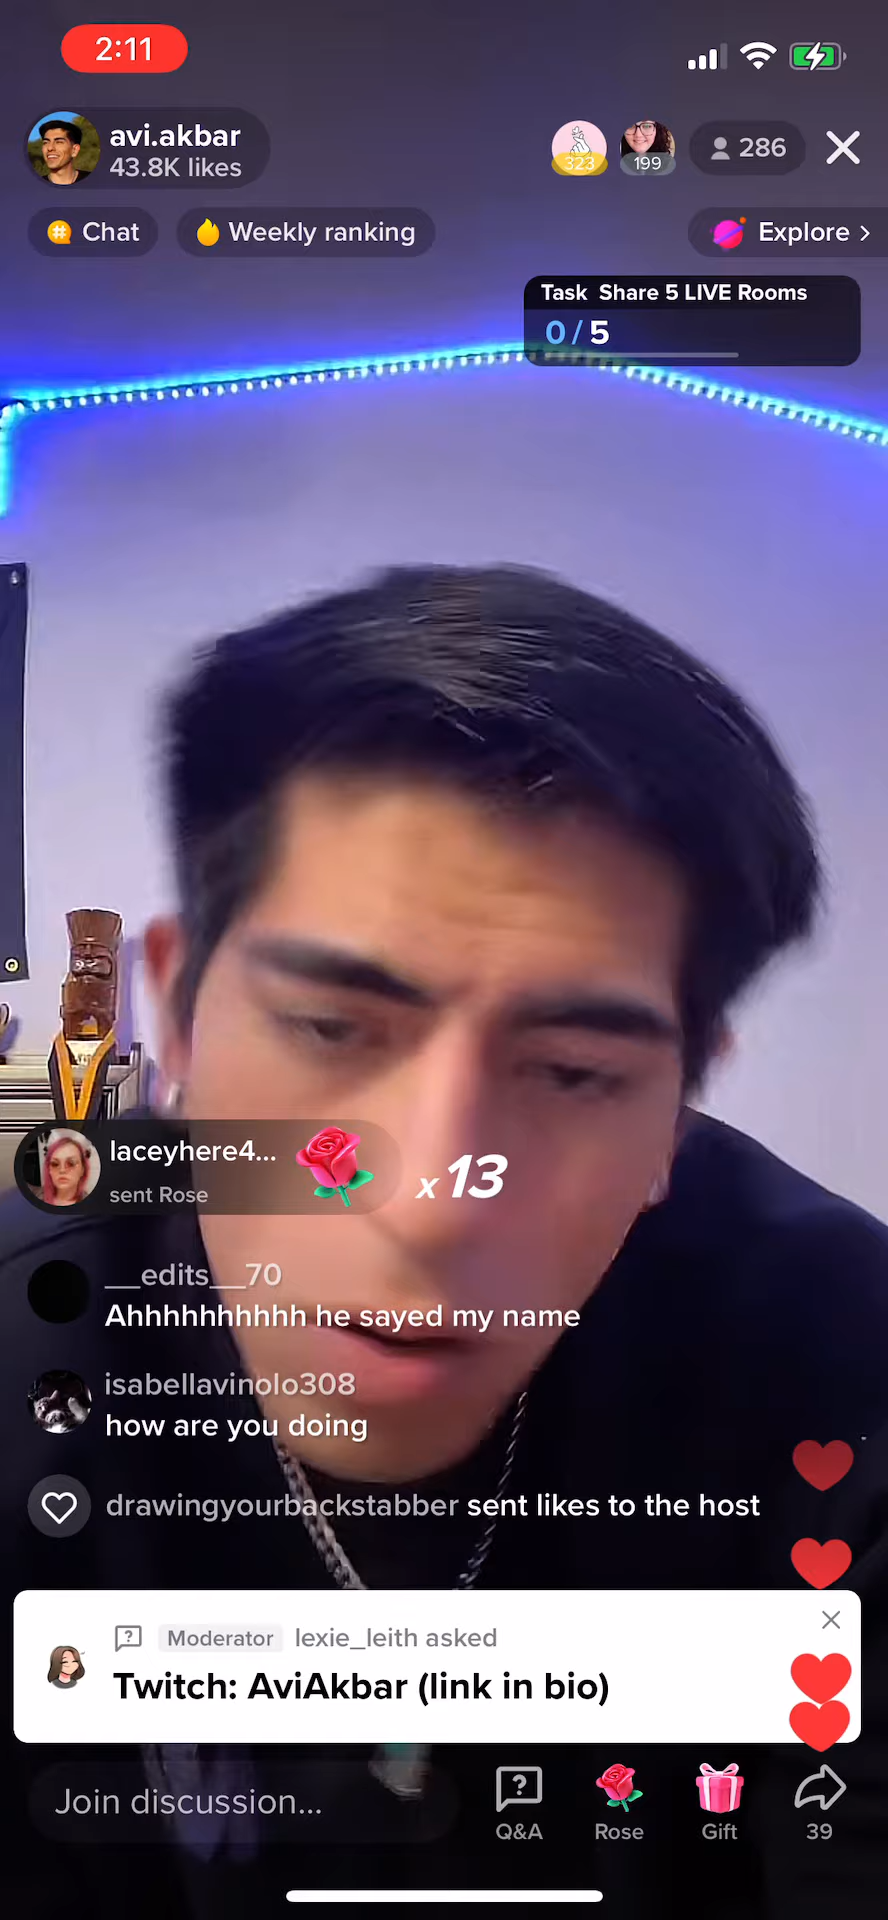 2:11
avi.akbar
43.8K likes
323
199
286
Chat
Weekly ranking
Explore >
Task Share 5 LIVE Rooms
0/5
laceyhere4...
sent Rose
x13
__edits__70
Ahhhhhhhhhh he sayed my name
isabellavinolo308
how are you doing
drawingyourbackstabber sent likes to the host
Moderator lexie_leith asked
Twitch: AviAkbar (link in bio)
Join discussion...
Q&A
Rose
Gift
39